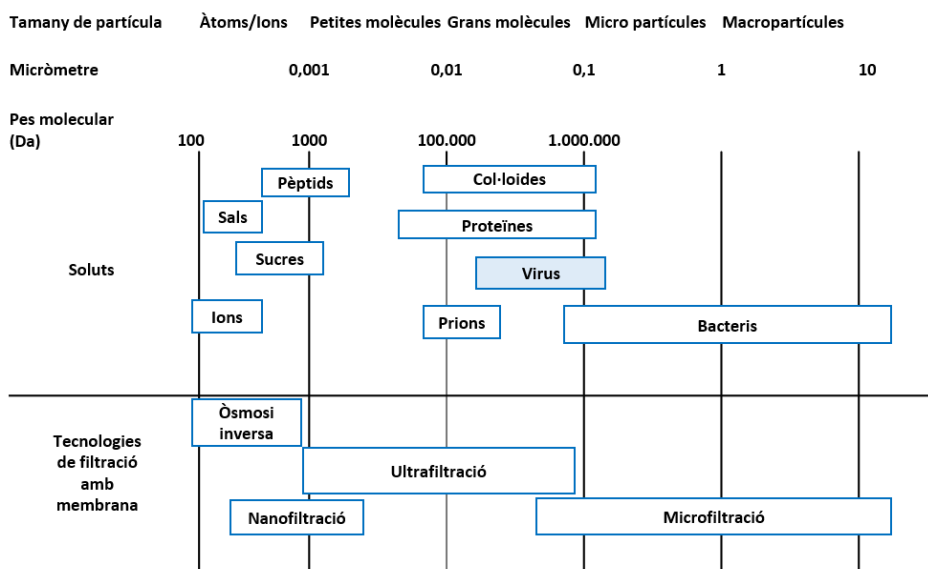 Tamany de partícula Àtoms/Ions Petites molècules Grans molècules Micro partícules Macropartícules
Micròmetre 0,001 0,01 0,1 1 10
Pes molecular
(Da) 100 1000 100.000 1.000.000
Pèptids Col·loides
Sals Proteïnes
Sucres
Soluts Virus
Ions Prions Bacteris
Òsmosi
inversa
Tecnologies
de filtració
amb
membrana
Ultrafiltració
Nanofiltració Microfiltració